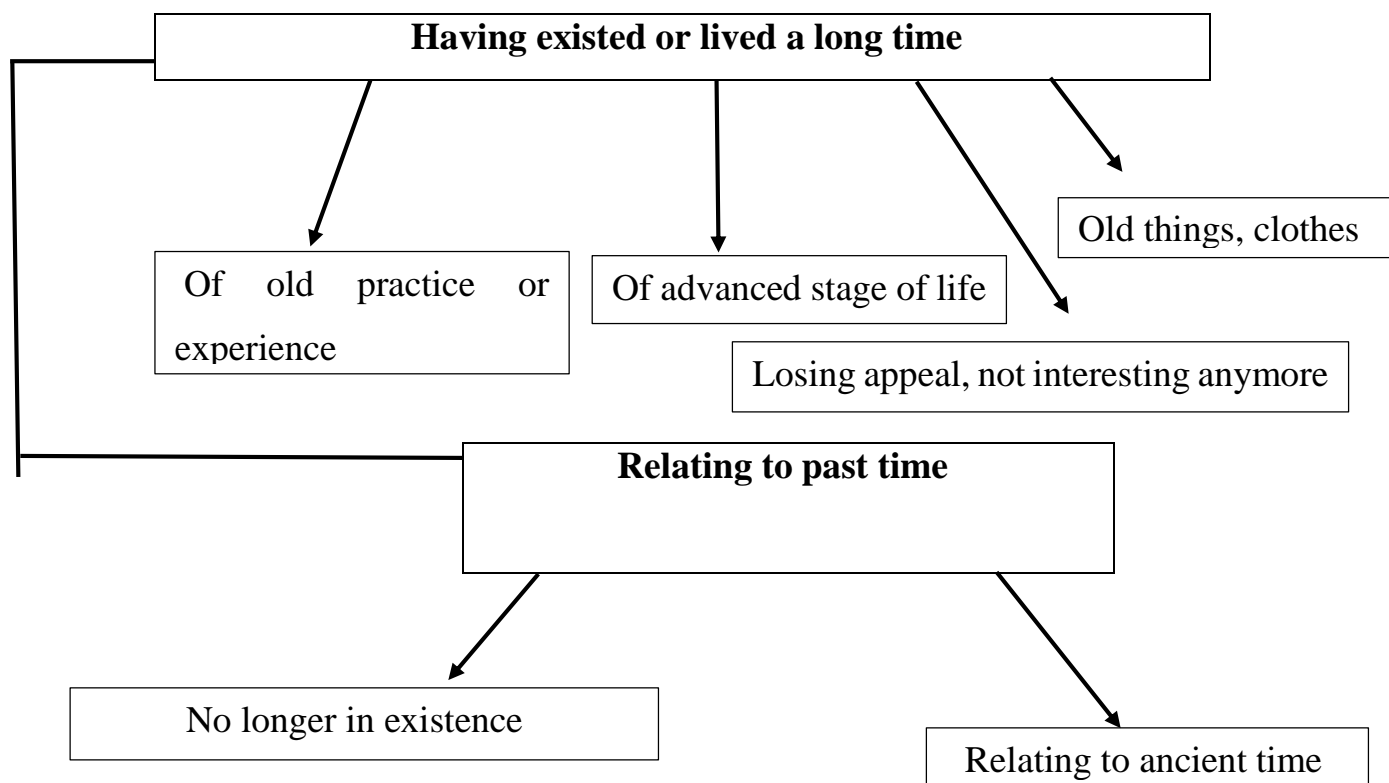 Having existed or lived a long time
Old things, clothes
Of old practice or
experience
Of advanced stage of life
Losing appeal, not interesting anymore
Relating to past time
No longer in existence
Relating to ancient time